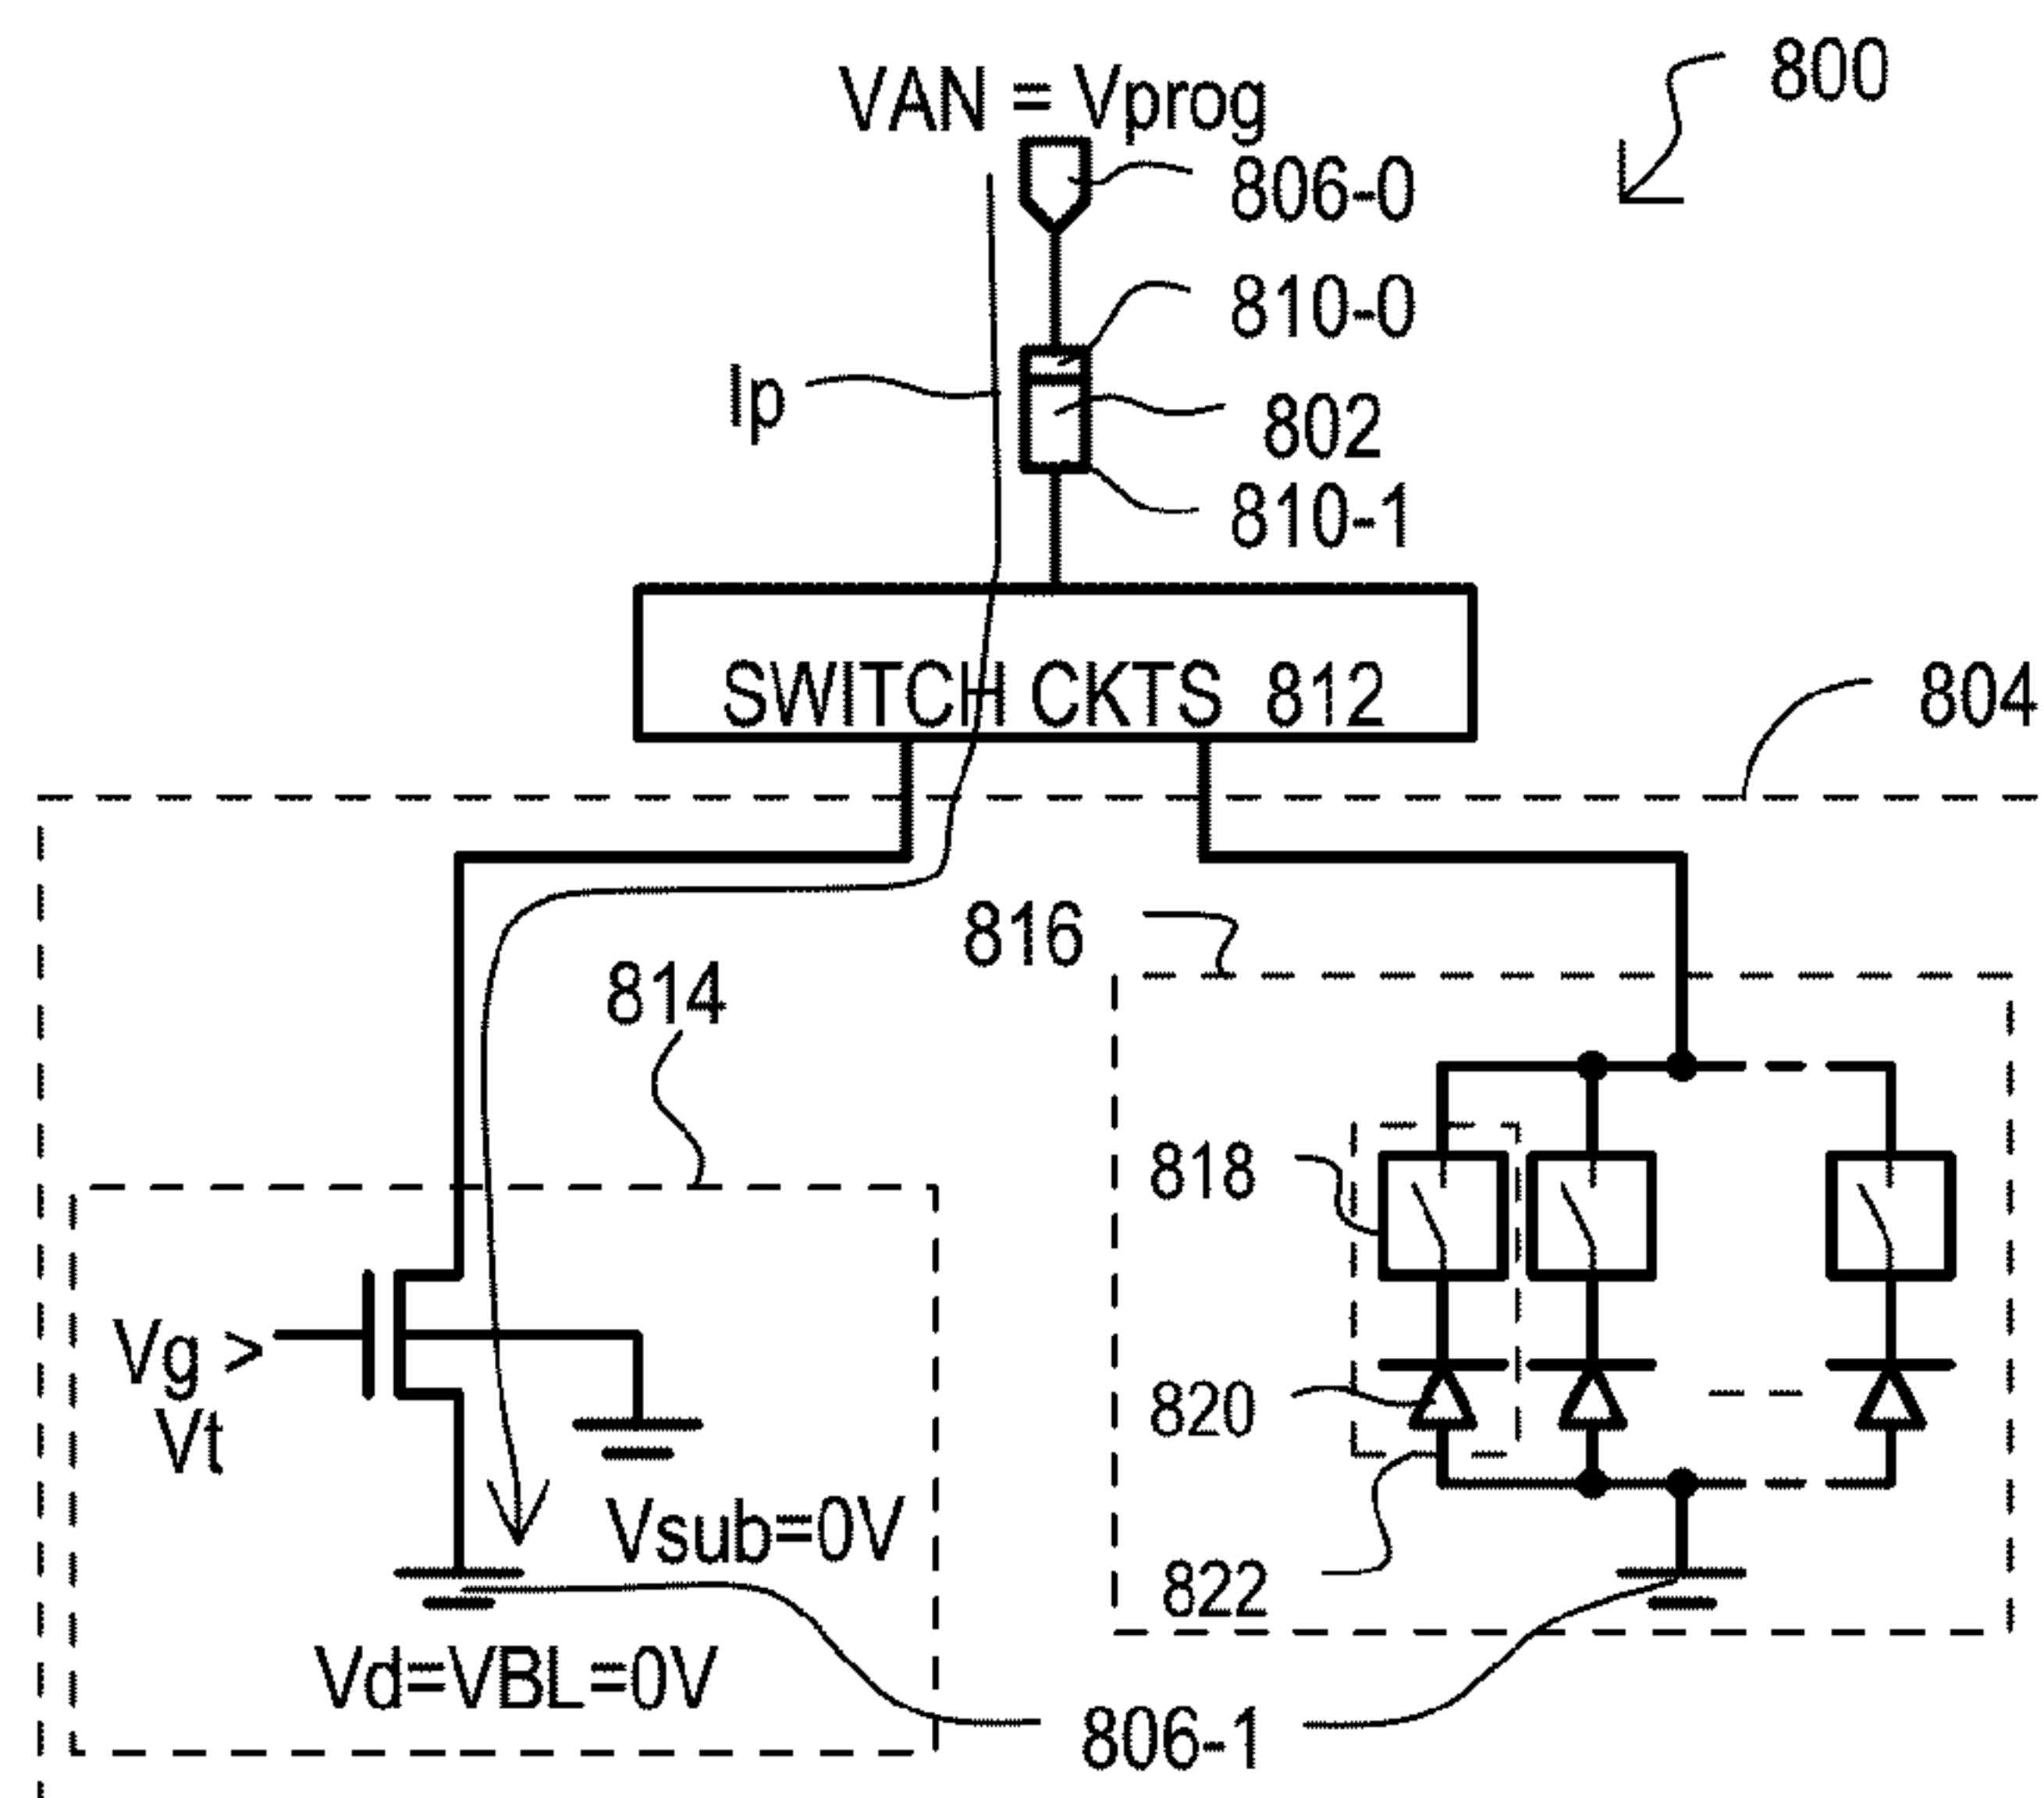 800
VAN = Vprog
806-0
810-0
Ip
802
810-1
SWITCH CKTS 812
804
816
814
818
Vg >
Vt
820
Vsub=0V
822
Vd=VBL=0V
806-1